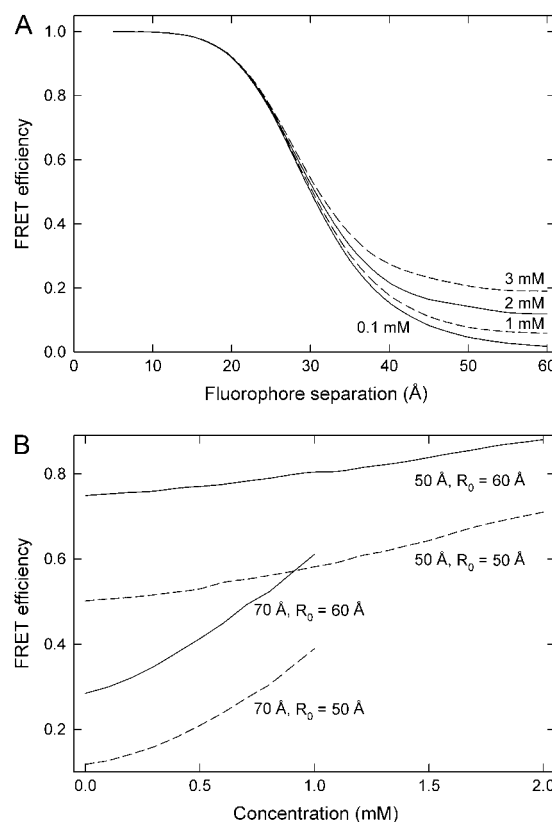 A
1.0
0.8
0.6
0.4
0.2
0.0
FRET efficiency
3 mM
2 mM
1 mM
0.1 mM
0 10 20 30 40 50 60
Fluorophore separation (Å)
B
0.8
0.6
0.4
0.2
FRET efficiency
50 Å, R₀ = 60 Å
50 Å, R₀ = 50 Å
70 Å, R₀ = 60 Å
70 Å, R₀ = 50 Å
0.0 0.5 1.0 1.5 2.0
Concentration (mM)